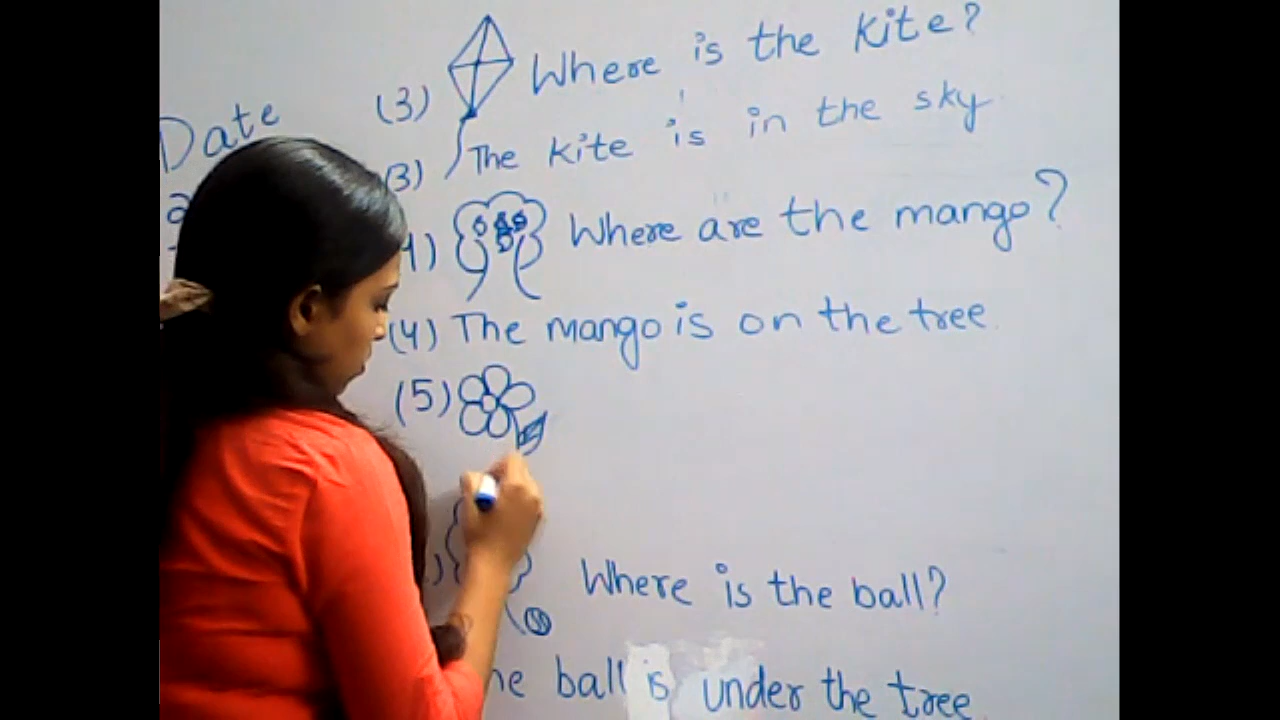 Date
(3) Where is the kite?
(3) The kite is in the sky
4) Where are the mango?
(4) The mango is on the tree
(5)
) Where is the ball?
he ball is under the tree